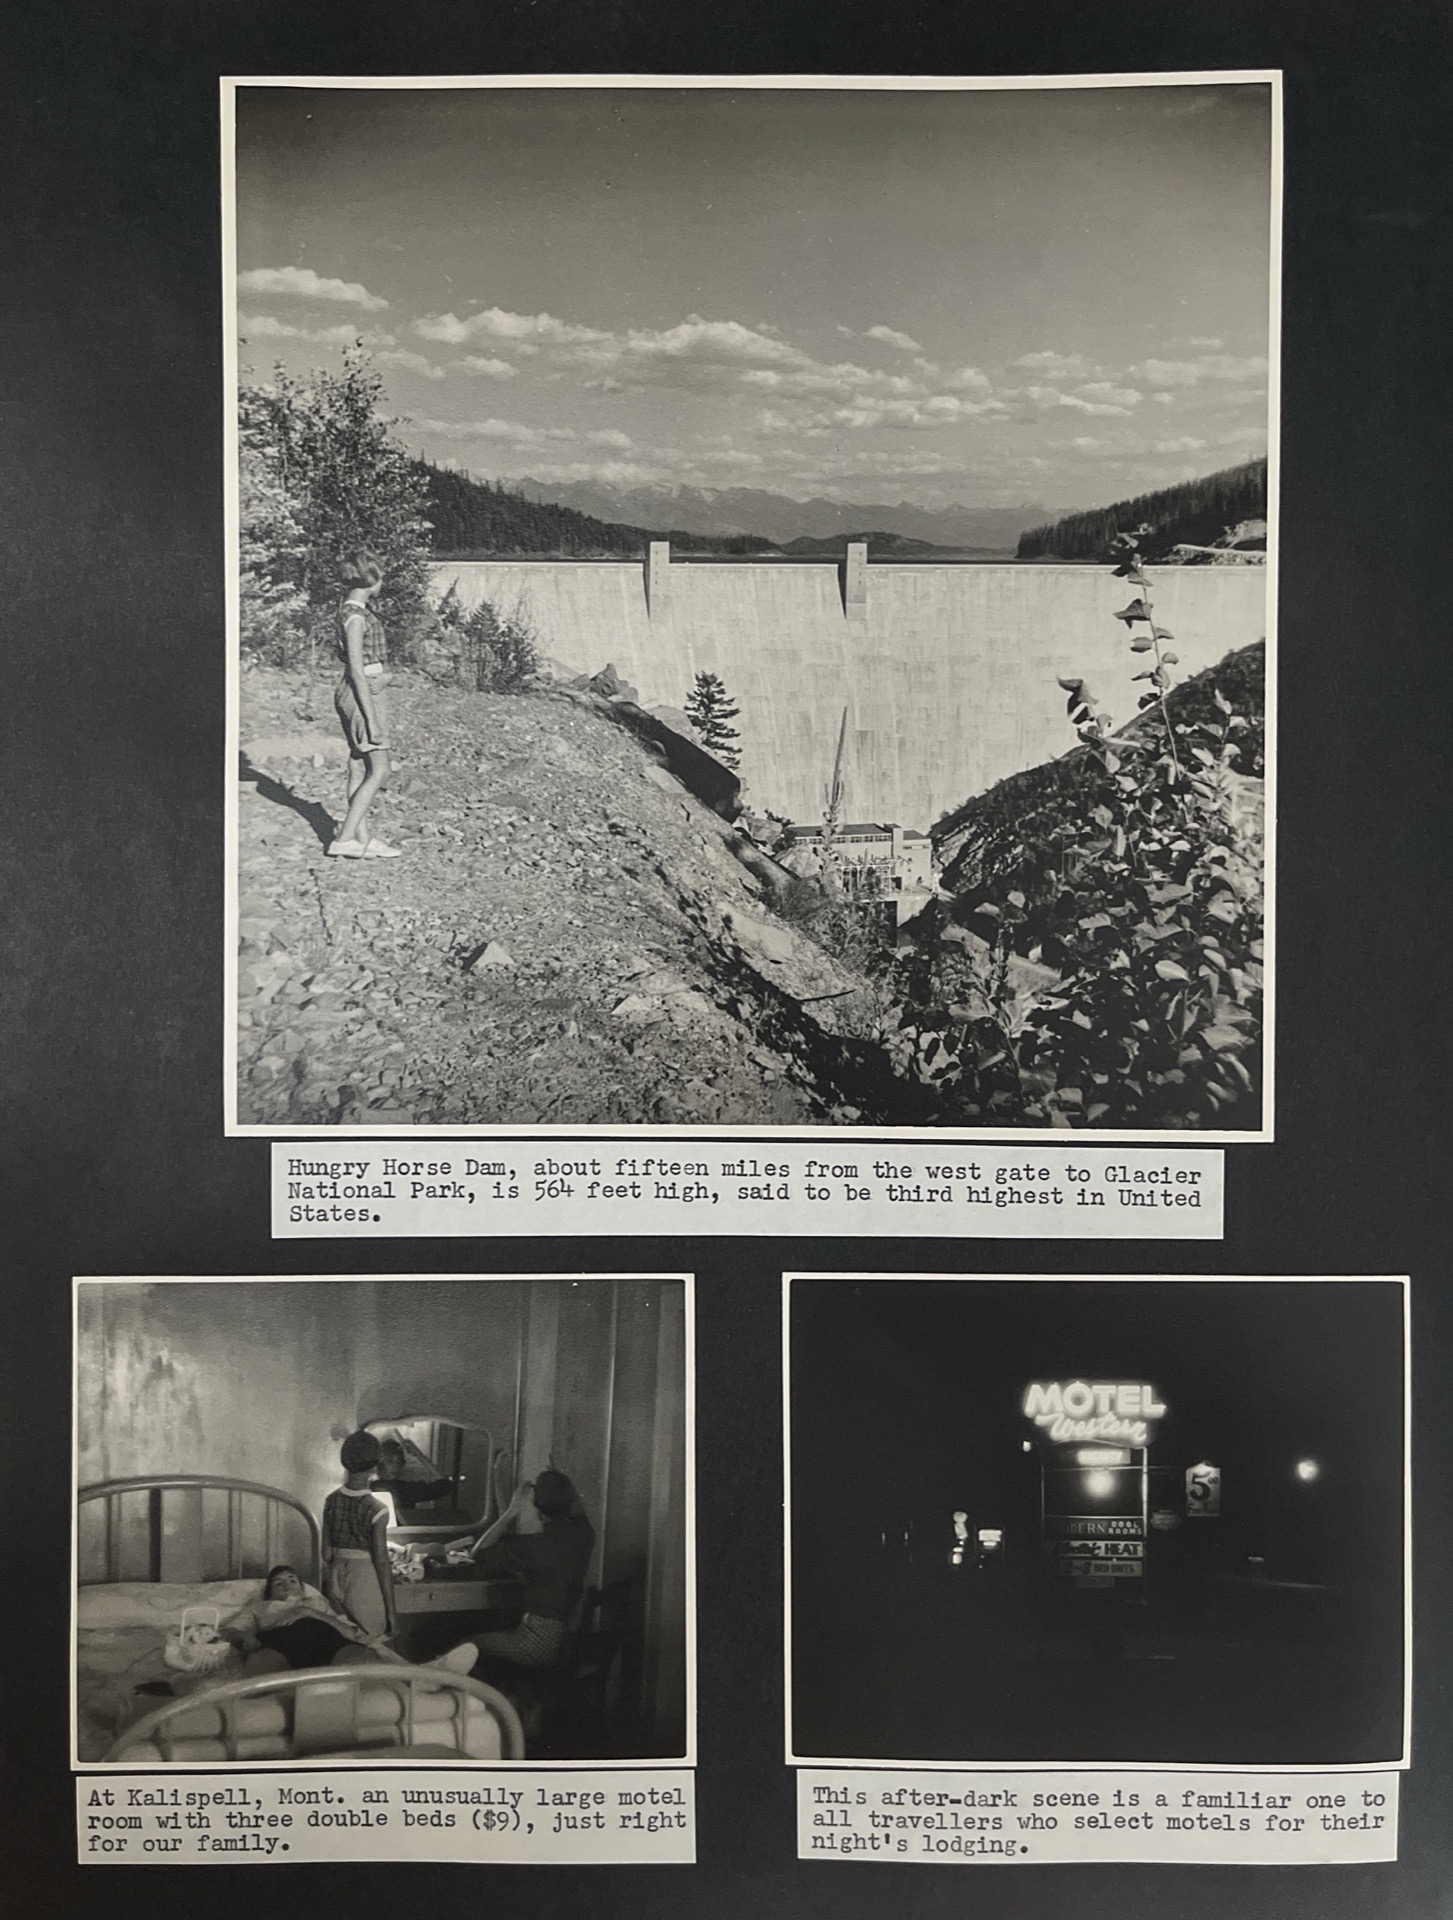 Hungry Horse Dam, about fifteen miles from the west gate to Glacier
National Park, is 564 feet high, said to be third highest in United
States.
MOTEL
Western
5
MODERN COOL ROOMS
HEAT
At Kalispell, Mont. an unusually large motel
room with three double beds ($9), just right
for our family.
This after-dark scene is a familiar one to
all travellers who select motels for their
night's lodging.